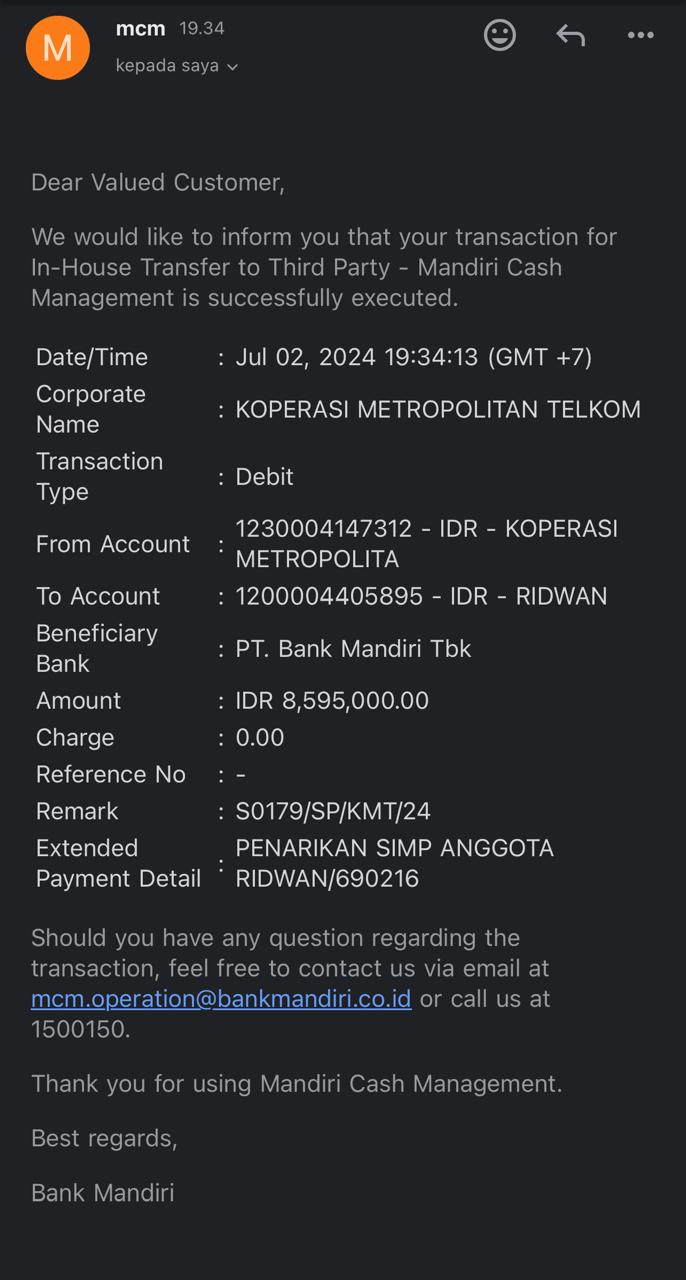 M
mcm 19.34
kepada saya
Dear Valued Customer,
We would like to inform you that your transaction for
In-House Transfer to Third Party - Mandiri Cash
Management is successfully executed.
Date/Time : Jul 02, 2024 19:34:13 (GMT +7)
Corporate
Name : KOPERASI METROPOLITAN TELKOM
Transaction
Type : Debit
From Account : 1230004147312 - IDR - KOPERASI
METROPOLITA
To Account : 1200004405895 - IDR - RIDWAN
Beneficiary
Bank : PT. Bank Mandiri Tbk
Amount : IDR 8,595,000.00
Charge : 0.00
Reference No : -
Remark : S0179/SP/KMT/24
Extended : PENARIKAN SIMP ANGGOTA
Payment Detail RIDWAN/690216
Should you have any question regarding the
transaction, feel free to contact us via email at
mcm.operation@bankmandiri.co.id or call us at
1500150.
Thank you for using Mandiri Cash Management.
Best regards,
Bank Mandiri